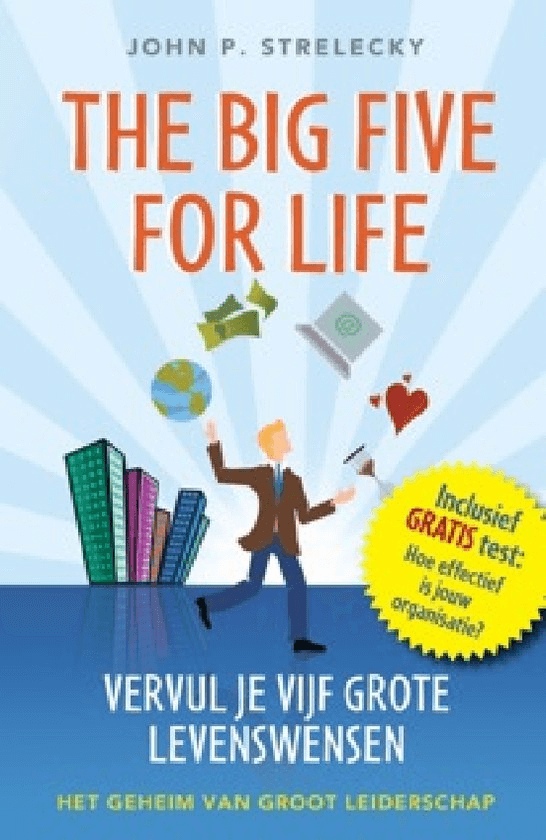 JOHN P. STRELECKY
THE BIG FIVE
FOR LIFE
Inclusief
GRATIS test:
Hoe effectief
is jouw
organisatie?
VERVUL JE VIJF GROTE
LEVENSWENSEN
HET GEHEIM VAN GROOT LEIDERSCHAP